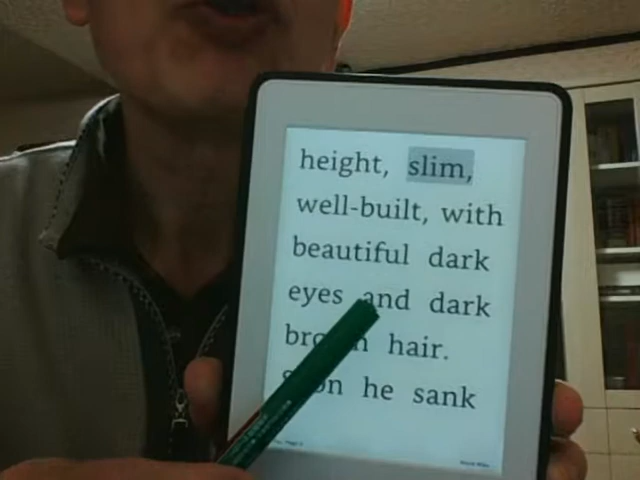 height, slim,
well-built, with
beautiful dark
eyes and dark
hair.
he sank